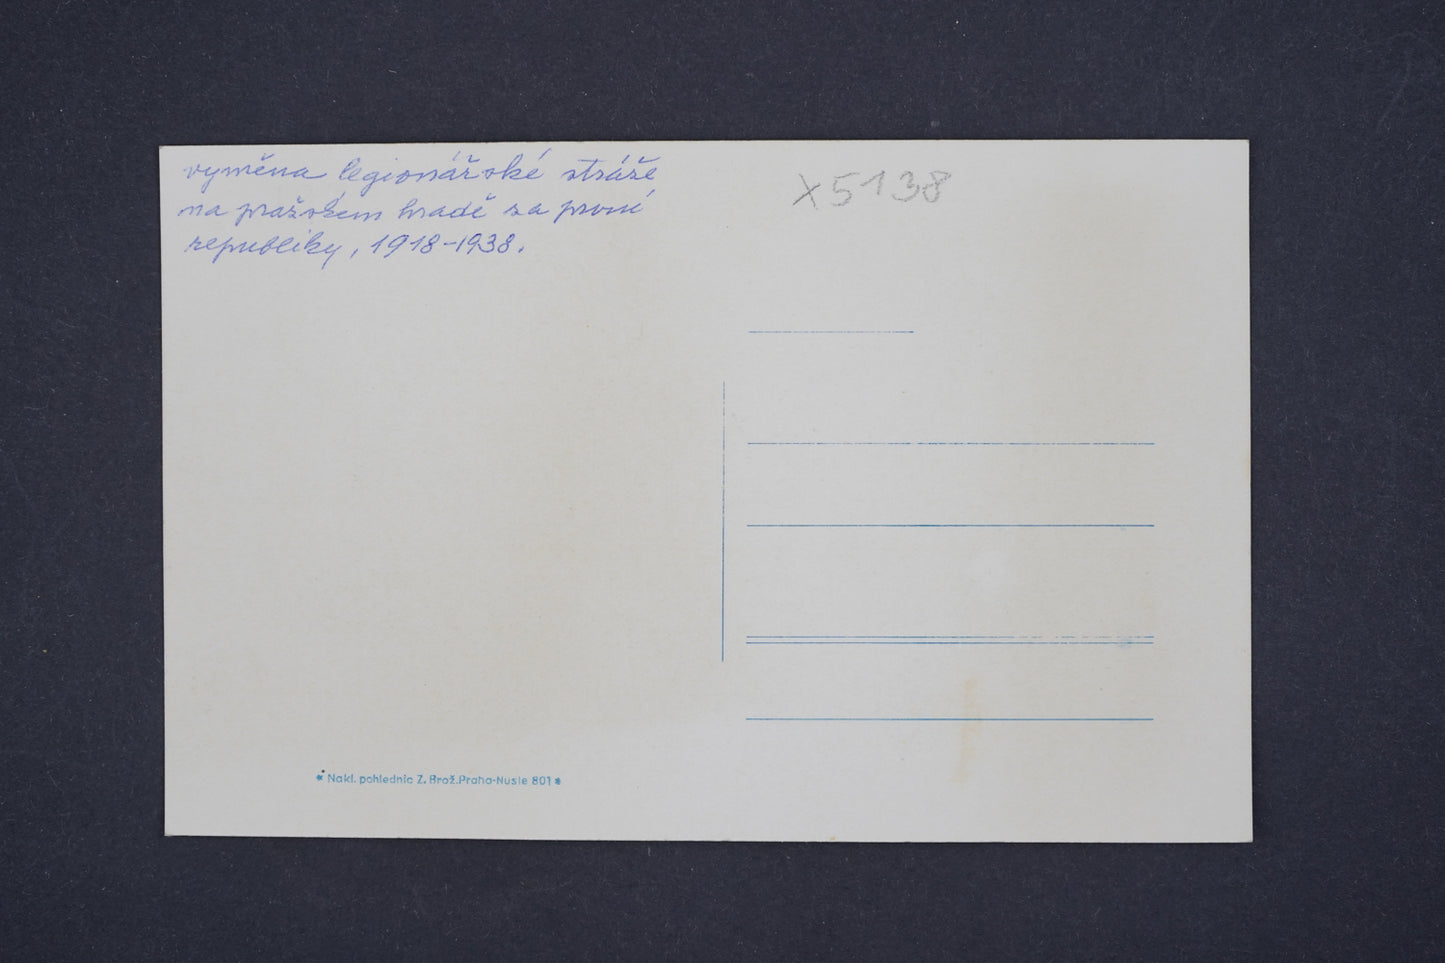 výměna legionářské stráže
na pražském hradě za první
republiky, 1918-1938.
X5138
* Nakl. pohlednic Z. Brož.Praha-Nusle 801 *